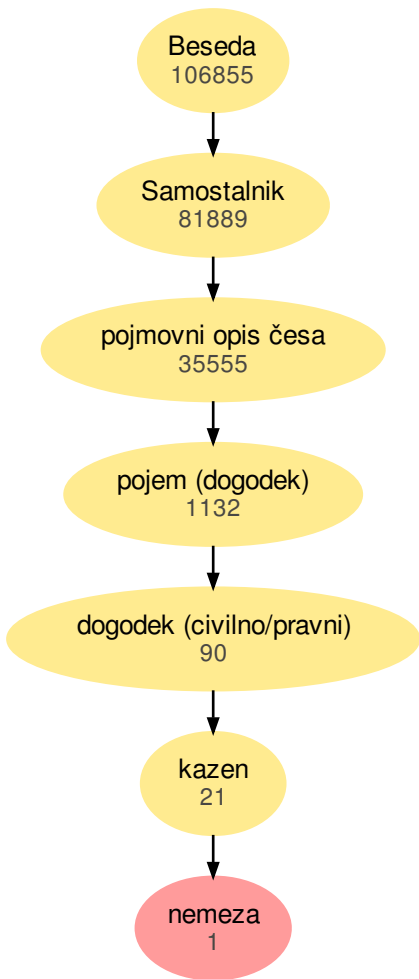 Beseda
106855
Samostalnik
81889
pojmovni opis česa
35555
pojem (dogodek)
1132
dogodek (civilno/pravni)
90
kazen
21
nemeza
1